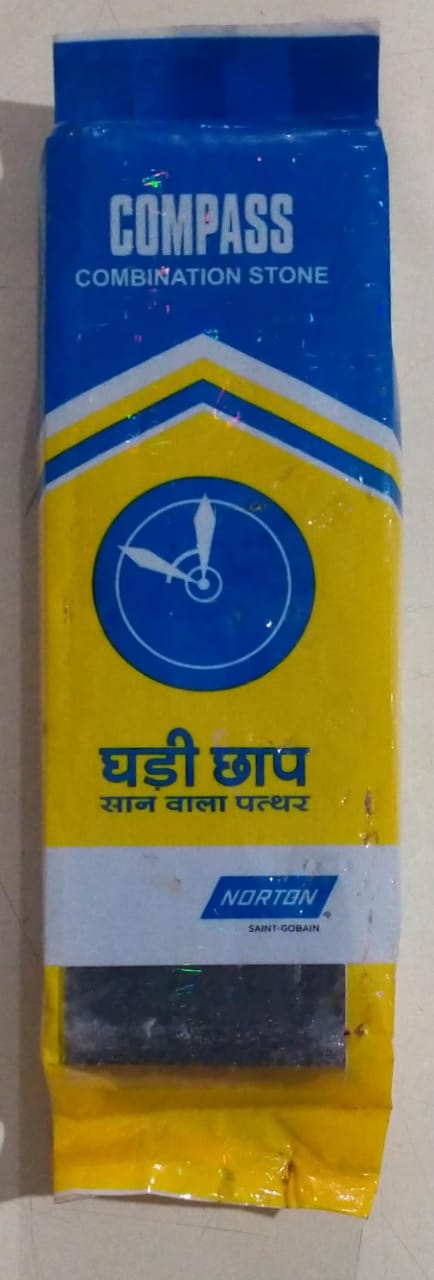 COMPASS
COMBINATION STONE
घड़ी छाप
सान वाला पत्थर
NORTON
SAINT-GOBAIN